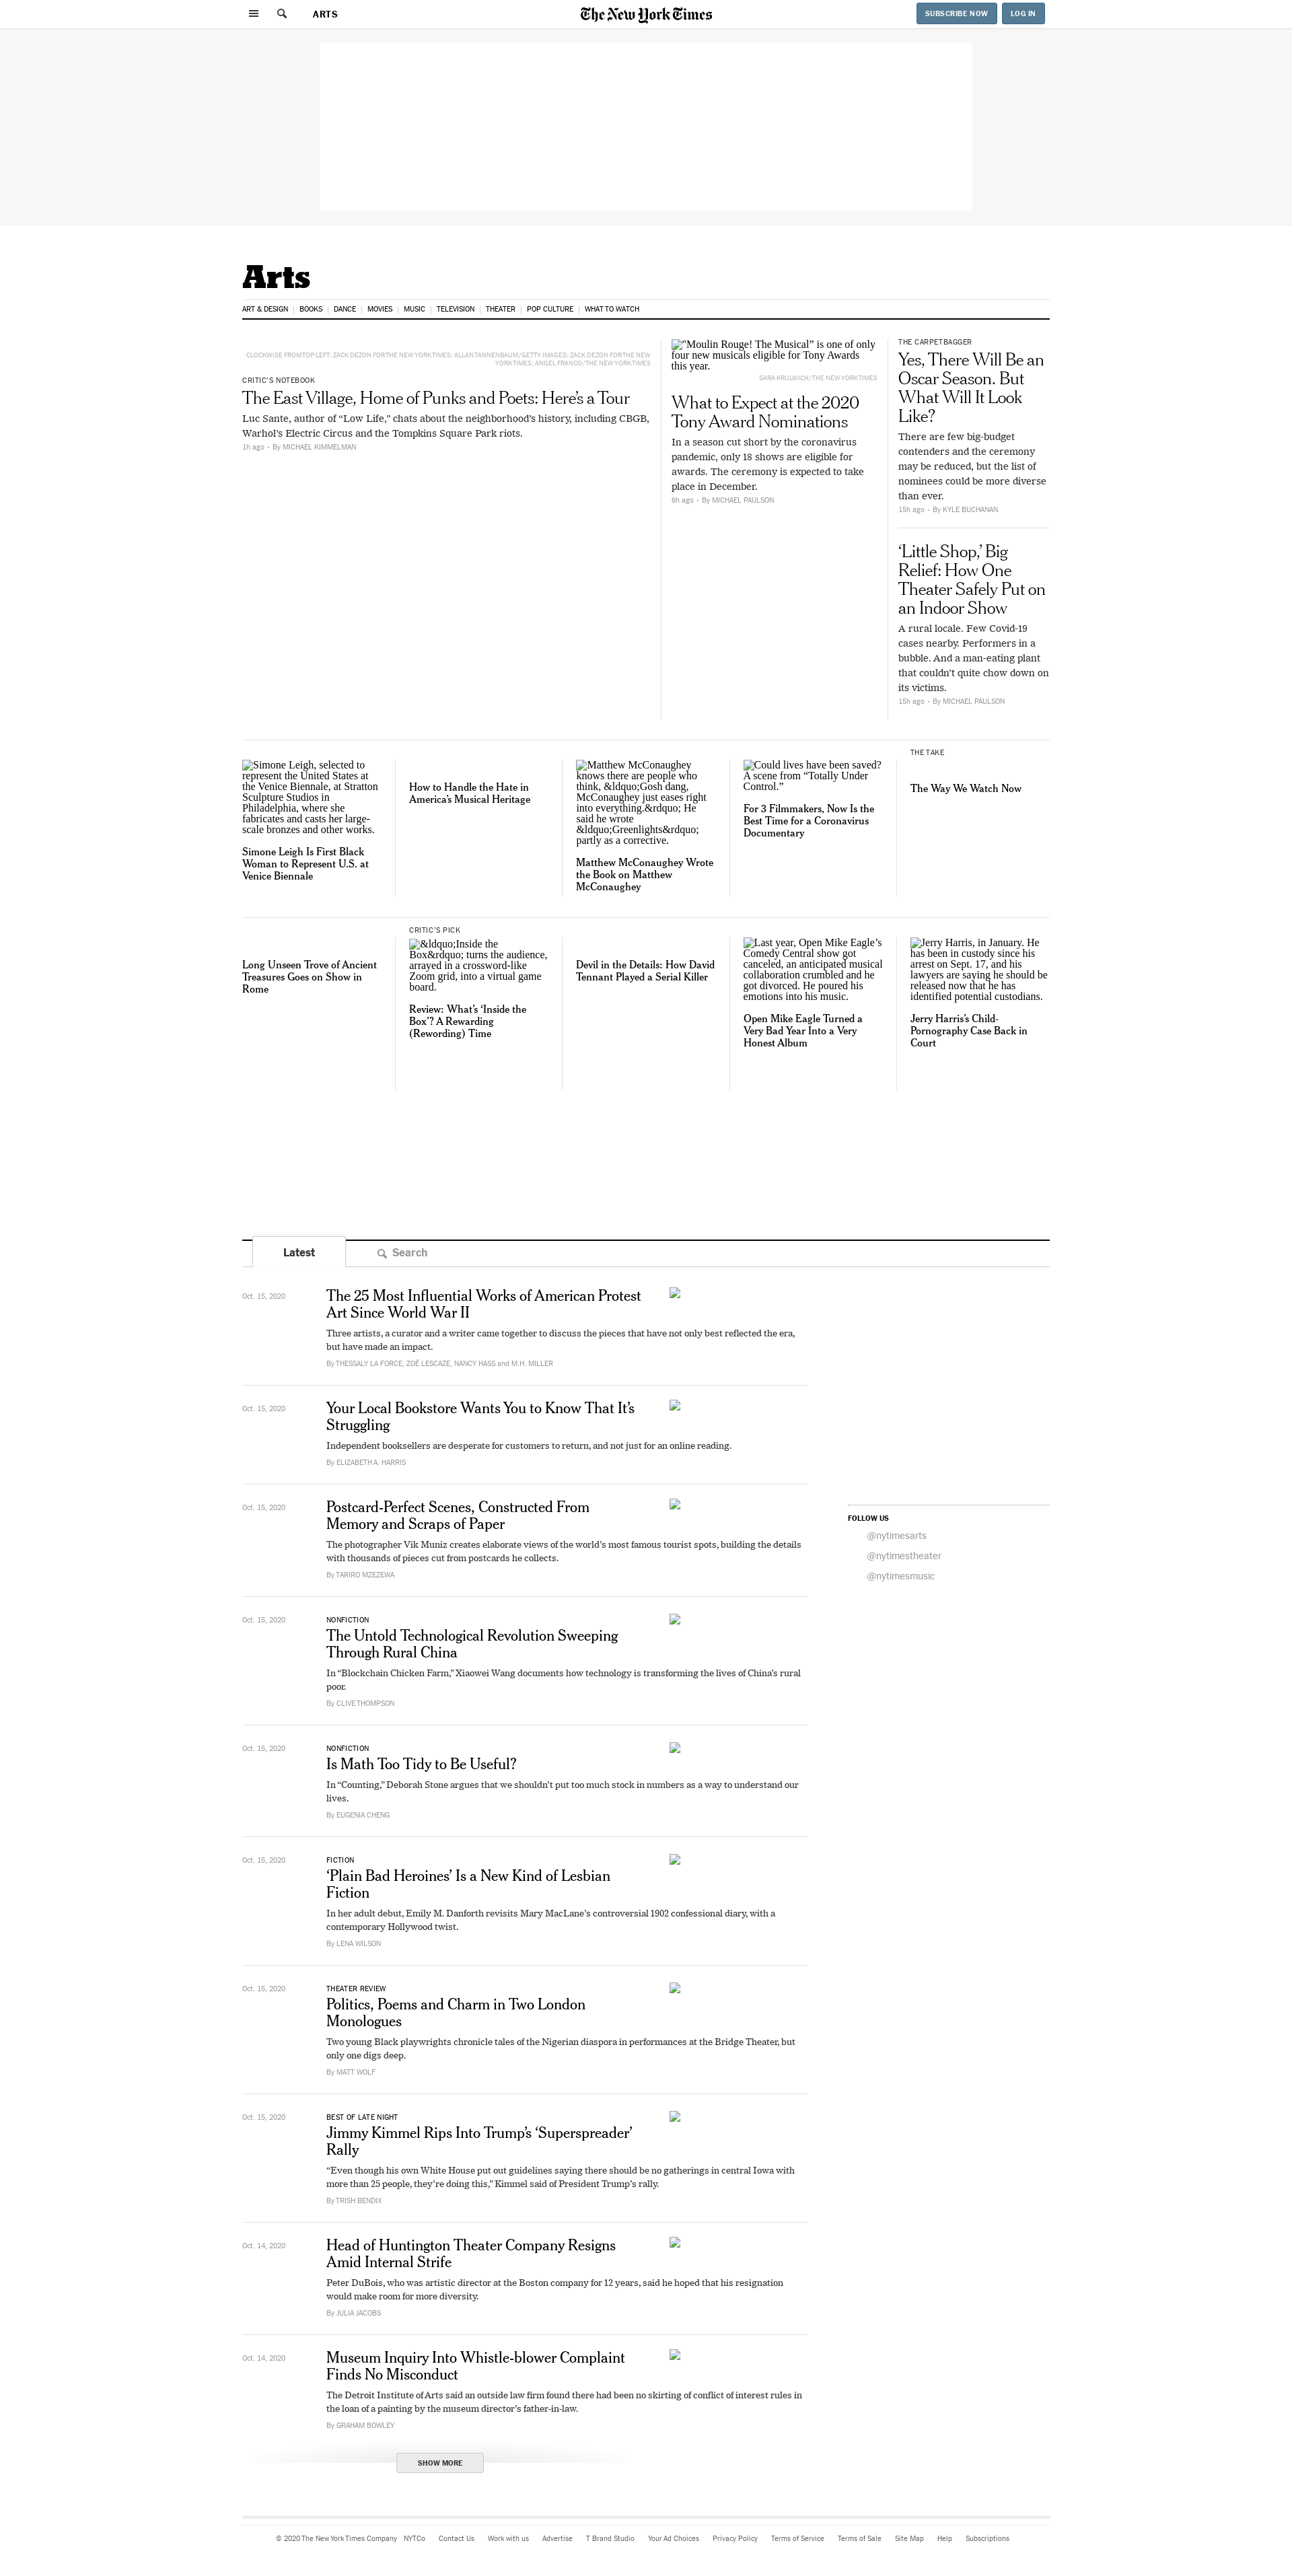 ARTS
The New York Times
SUBSCRIBE NOW
LOG IN
Arts
ART & DESIGN | BOOKS | DANCE | MOVIES | MUSIC | TELEVISION | THEATER | POP CULTURE | WHAT TO WATCH
CLOCKWISE FROM TOP LEFT: ZACK DEZON FOR THE NEW YORK TIMES; ALLAN TANNENBAUM/GETTY IMAGES; ZACK DEZON FOR THE NEW
YORK TIMES; ANGEL FRANCO/THE NEW YORK TIMES
CRITIC'S NOTEBOOK
The East Village, Home of Punks and Poets: Here’s a Tour
Luc Sante, author of “Low Life,” chats about the neighborhood’s history, including CBGB,
Warhol’s Electric Circus and the Tompkins Square Park riots.
1h ago · By MICHAEL KIMMELMAN
“Moulin Rouge! The Musical” is one of only
four new musicals eligible for Tony Awards
this year.
SARA KRULWICH/THE NEW YORK TIMES
What to Expect at the 2020
Tony Award Nominations
In a season cut short by the coronavirus
pandemic, only 18 shows are eligible for
awards. The ceremony is expected to take
place in December.
6h ago · By MICHAEL PAULSON
THE CARPETBAGGER
Yes, There Will Be an
Oscar Season. But
What Will It Look
Like?
There are few big-budget
contenders and the ceremony
may be reduced, but the list of
nominees could be more diverse
than ever.
15h ago · By KYLE BUCHANAN
‘Little Shop,’ Big
Relief: How One
Theater Safely Put on
an Indoor Show
A rural locale. Few Covid-19
cases nearby. Performers in a
bubble. And a man-eating plant
that couldn’t quite chow down on
its victims.
15h ago · By MICHAEL PAULSON
Simone Leigh, selected to
represent the United States at
the Venice Biennale, at Stratton
Sculpture Studios in
Philadelphia, where she
fabricates and casts her large-
scale bronzes and other works.
Simone Leigh Is First Black
Woman to Represent U.S. at
Venice Biennale
How to Handle the Hate in
America’s Musical Heritage
Matthew McConaughey
knows there are people who
think, &ldquo;Gosh dang,
McConaughey just eases right
into everything.&rdquo; He
said he wrote
&ldquo;Greenlights&rdquo;
partly as a corrective.
Matthew McConaughey Wrote
the Book on Matthew
McConaughey
Could lives have been saved?
A scene from “Totally Under
Control.”
For 3 Filmmakers, Now Is the
Best Time for a Coronavirus
Documentary
THE TAKE
The Way We Watch Now
Long Unseen Trove of Ancient
Treasures Goes on Show in
Rome
CRITIC’S PICK
&ldquo;Inside the
Box&rdquo; turns the audience,
arrayed in a crossword-like
Zoom grid, into a virtual game
board.
Review: What’s ‘Inside the
Box’? A Rewarding
(Rewording) Time
Devil in the Details: How David
Tennant Played a Serial Killer
Last year, Open Mike Eagle’s
Comedy Central show got
canceled, an anticipated musical
collaboration crumbled and he
got divorced. He poured his
emotions into his music.
Open Mike Eagle Turned a
Very Bad Year Into a Very
Honest Album
Jerry Harris, in January. He
has been in custody since his
arrest on Sept. 17, and his
lawyers are saying he should be
released now that he has
identified potential custodians.
Jerry Harris’s Child-
Pornography Case Back in
Court
Latest
Search
Oct. 15, 2020
The 25 Most Influential Works of American Protest
Art Since World War II
Three artists, a curator and a writer came together to discuss the pieces that have not only best reflected the era,
but have made an impact.
By THESSALY LA FORCE, ZOË LESCAZE, NANCY HASS and M.H. MILLER
Oct. 15, 2020
Your Local Bookstore Wants You to Know That It’s
Struggling
Independent booksellers are desperate for customers to return, and not just for an online reading.
By ELIZABETH A. HARRIS
Oct. 15, 2020
Postcard-Perfect Scenes, Constructed From
Memory and Scraps of Paper
The photographer Vik Muniz creates elaborate views of the world’s most famous tourist spots, building the details
with thousands of pieces cut from postcards he collects.
By TARIRO MZEZEWA
FOLLOW US
@nytimesarts
@nytimestheater
@nytimesmusic
Oct. 15, 2020
NONFICTION
The Untold Technological Revolution Sweeping
Through Rural China
In “Blockchain Chicken Farm,” Xiaowei Wang documents how technology is transforming the lives of China’s rural
poor.
By CLIVE THOMPSON
Oct. 15, 2020
NONFICTION
Is Math Too Tidy to Be Useful?
In “Counting,” Deborah Stone argues that we shouldn’t put too much stock in numbers as a way to understand our
lives.
By EUGENIA CHENG
Oct. 15, 2020
FICTION
‘Plain Bad Heroines’ Is a New Kind of Lesbian
Fiction
In her adult debut, Emily M. Danforth revisits Mary MacLane’s controversial 1902 confessional diary, with a
contemporary Hollywood twist.
By LENA WILSON
Oct. 15, 2020
THEATER REVIEW
Politics, Poems and Charm in Two London
Monologues
Two young Black playwrights chronicle tales of the Nigerian diaspora in performances at the Bridge Theater, but
only one digs deep.
By MATT WOLF
Oct. 15, 2020
BEST OF LATE NIGHT
Jimmy Kimmel Rips Into Trump’s ‘Superspreader’
Rally
“Even though his own White House put out guidelines saying there should be no gatherings in central Iowa with
more than 25 people, they’re doing this,” Kimmel said of President Trump’s rally.
By TRISH BENDIX
Oct. 14, 2020
Head of Huntington Theater Company Resigns
Amid Internal Strife
Peter DuBois, who was artistic director at the Boston company for 12 years, said he hoped that his resignation
would make room for more diversity.
By JULIA JACOBS
Oct. 14, 2020
Museum Inquiry Into Whistle-blower Complaint
Finds No Misconduct
The Detroit Institute of Arts said an outside law firm found there had been no skirting of conflict of interest rules in
the loan of a painting by the museum director’s father-in-law.
By GRAHAM BOWLEY
SHOW MORE
© 2020 The New York Times Company NYTCo Contact Us Work with us Advertise T Brand Studio Your Ad Choices Privacy Policy Terms of Service Terms of Sale Site Map Help Subscriptions